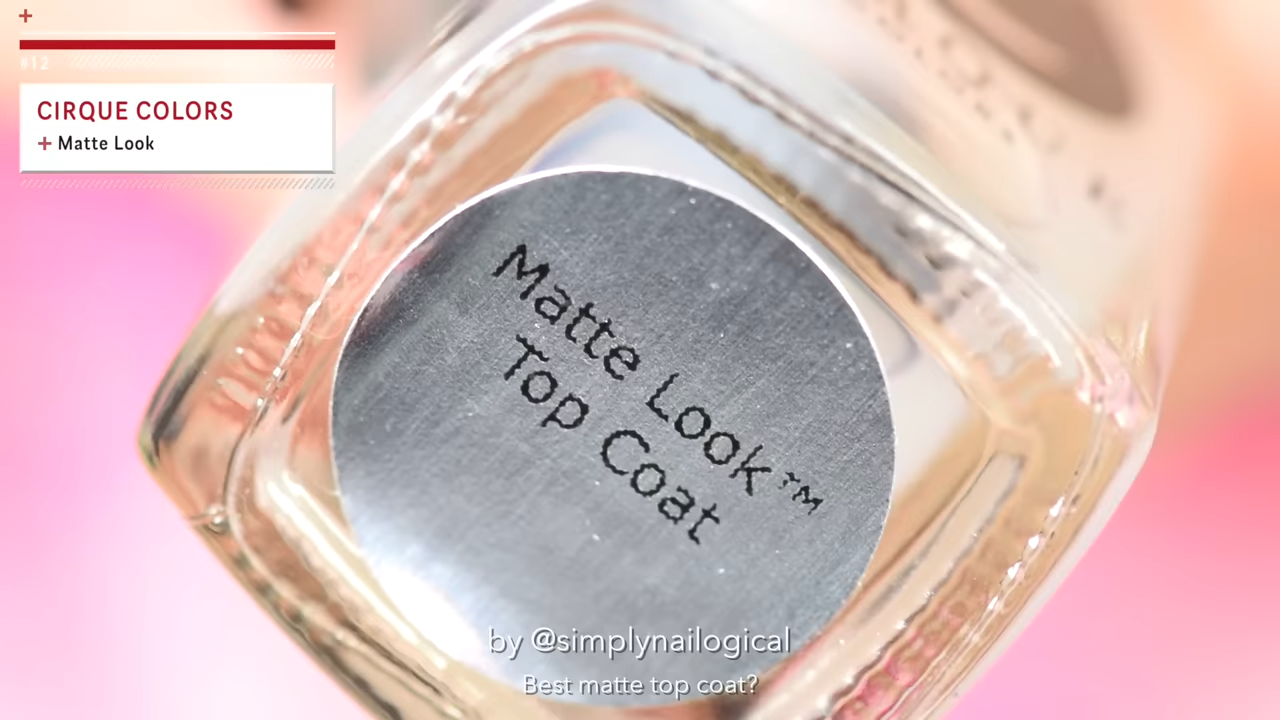 +
#12
CIRQUE COLORS
+ Matte Look
Matte Look™
Top Coat
by @simplynailogical
Best matte top coat?